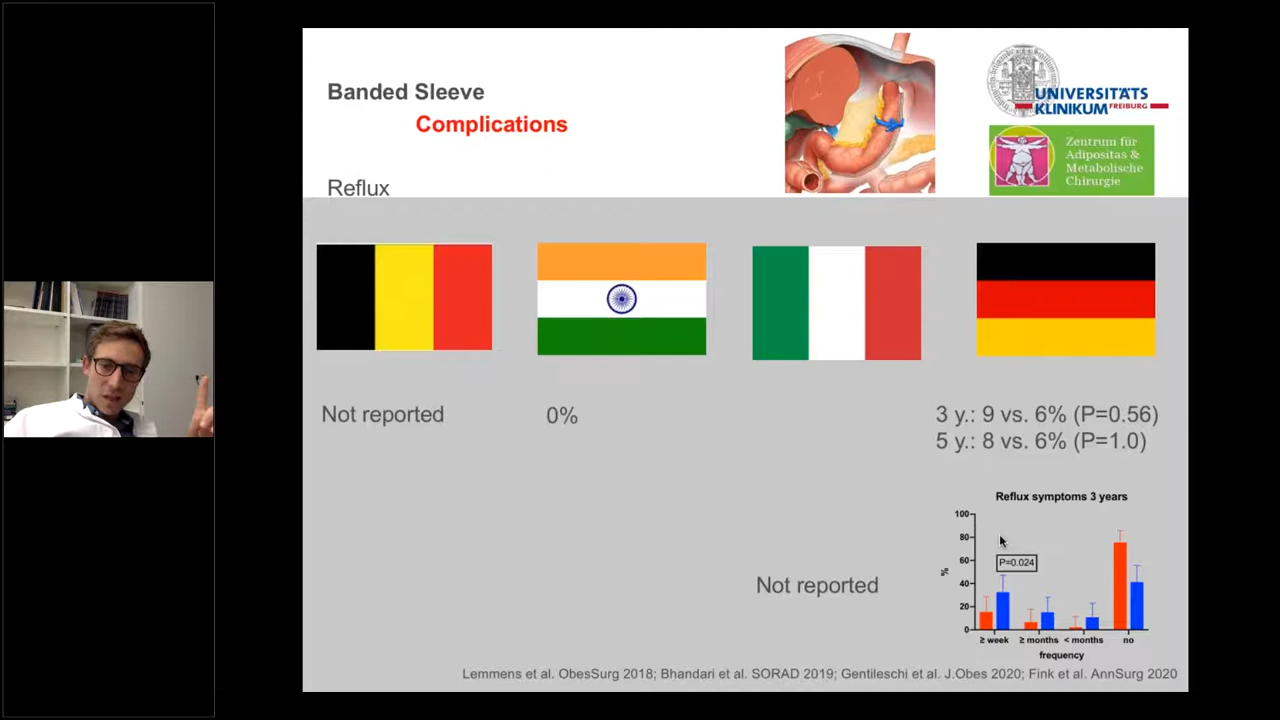 Banded Sleeve
Complications
UNIVERSITÄTS
KLINIKUM FREIBURG
Zentrum für
Adipositas &
Metabolische
Chirurgie
Reflux
Not reported
0%
3 y.: 9 vs. 6% (P=0.56)
5 y.: 8 vs. 6% (P=1.0)
Not reported
Reflux symptoms 3 years
100
80
60
40
20
0
%
P=0.024
≥ week
≥ months
< months
no
frequency
Lemmens et al. ObesSurg 2018; Bhandari et al. SORAD 2019; Gentileschi et al. J.Obes 2020; Fink et al. AnnSurg 2020